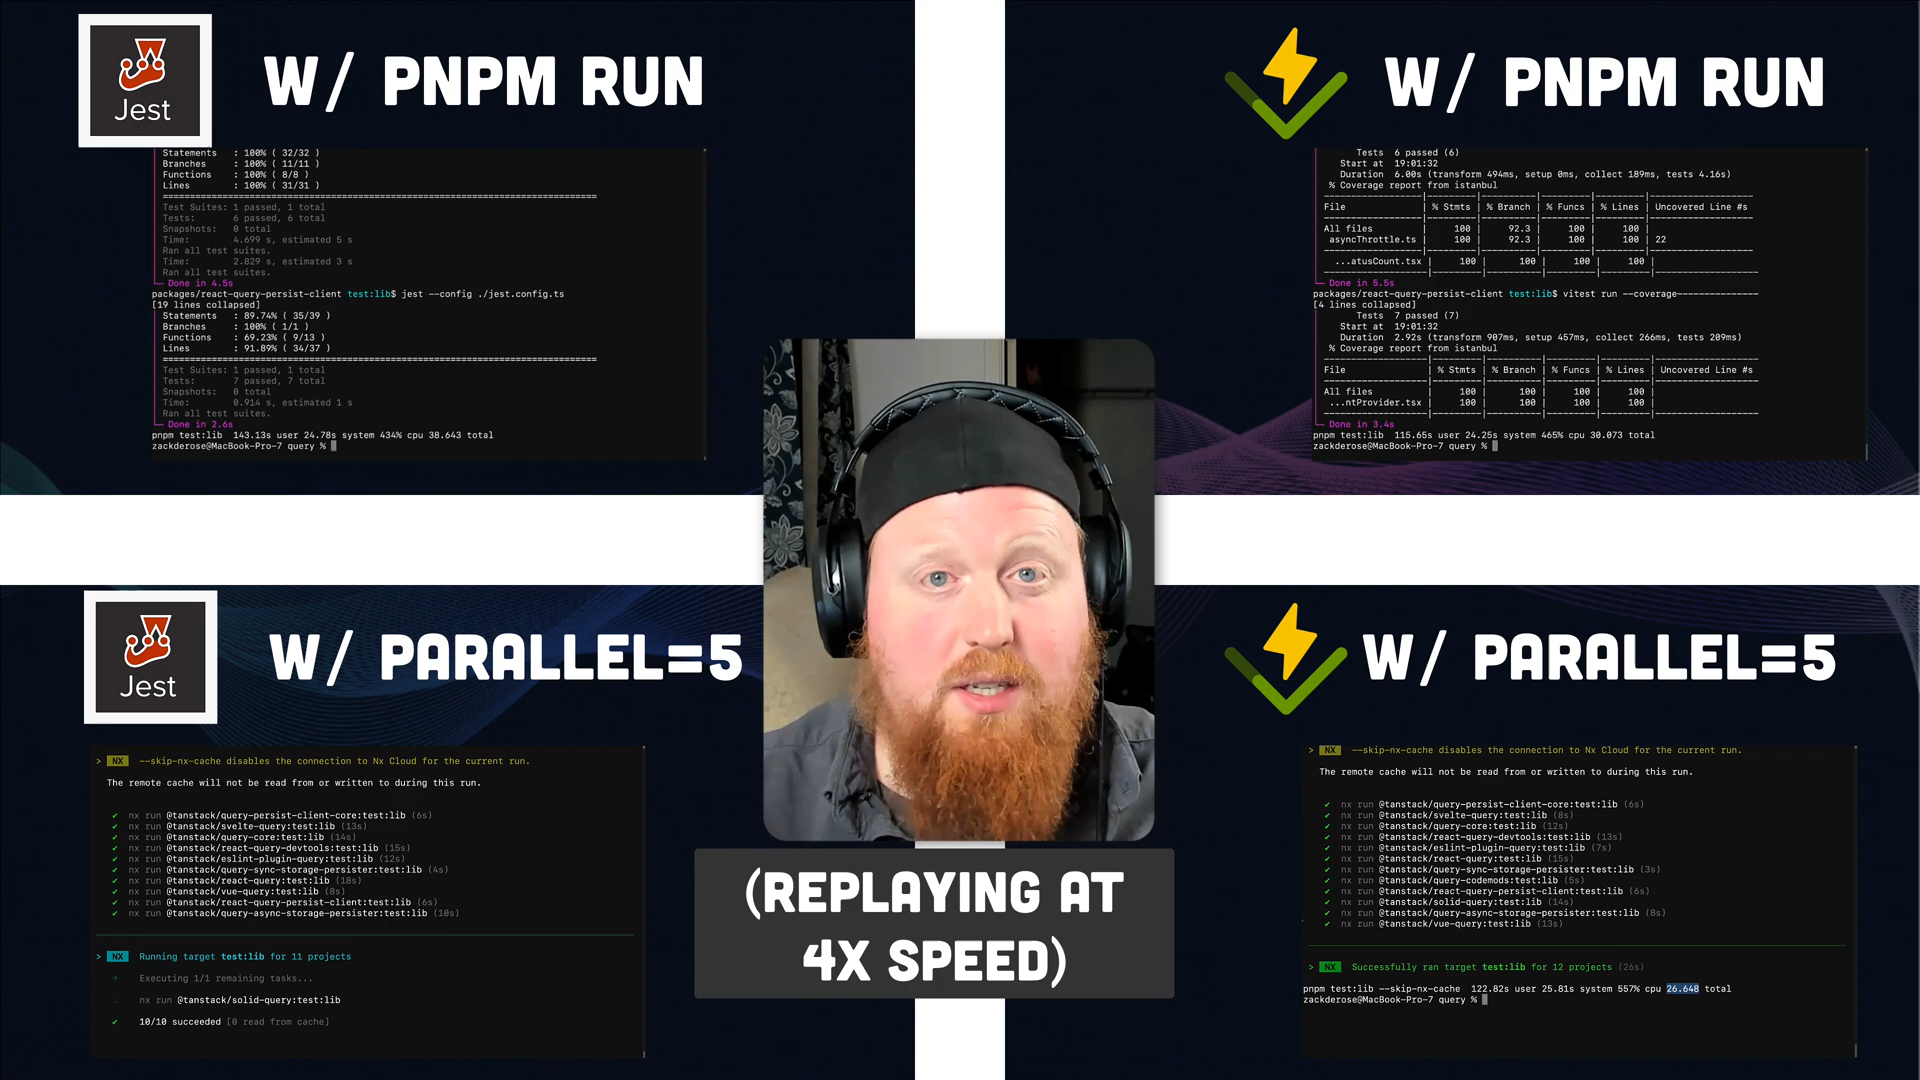 Jest
W/ PNPM RUN
Statements : 100% ( 32/32 )
Branches : 100% ( 11/11 )
Functions : 100% ( 8/8 )
Lines : 100% ( 31/31 )
================================================================================
Test Suites: 1 passed, 1 total
Tests: 6 passed, 6 total
Snapshots: 0 total
Time: 4.699 s, estimated 5 s
Ran all test suites.
Time: 2.829 s, estimated 3 s
Ran all test suites.
Done in 4.5s
packages/react-query-persist-client test:lib$ jest --config ./jest.config.ts
[19 lines collapsed]
Statements : 89.74% ( 35/39 )
Branches : 100% ( 1/1 )
Functions : 69.23% ( 9/13 )
Lines : 91.89% ( 34/37 )
================================================================================
Test Suites: 1 passed, 1 total
Tests: 7 passed, 7 total
Snapshots: 0 total
Time: 0.914 s, estimated 1 s
Ran all test suites.
Done in 2.6s
pnpm test:lib 143.13s user 24.78s system 434% cpu 38.643 total
zackderose@MacBook-Pro-7 query %
W/ PNPM RUN
Tests 6 passed (6)
Start at 19:01:32
Duration 6.00s (transform 494ms, setup 0ms, collect 189ms, tests 4.16s)
% Coverage report from istanbul
File | % Stmts | % Branch | % Funcs | % Lines | Uncovered Line #s
All files | 100 | 92.3 | 100 | 100 |
asyncThrottle.ts | 100 | 92.3 | 100 | 100 | 22
...atusCount.tsx | 100 | 100 | 100 | 100 |
Done in 5.5s
packages/react-query-persist-client test:lib$ vitest run --coverage
[4 lines collapsed]
Tests 7 passed (7)
Start at 19:01:32
Duration 2.92s (transform 907ms, setup 457ms, collect 266ms, tests 209ms)
% Coverage report from istanbul
File | % Stmts | % Branch | % Funcs | % Lines | Uncovered Line #s
All files | 100 | 100 | 100 | 100 |
...ntProvider.tsx | 100 | 100 | 100 | 100 |
Done in 3.4s
pnpm test:lib 115.65s user 24.25s system 465% cpu 30.073 total
zackderose@MacBook-Pro-7 query %
Jest
W/ PARALLEL=5
> NX --skip-nx-cache disables the connection to Nx Cloud for the current run.
The remote cache will not be read from or written to during this run.
✔ nx run @tanstack/query-persist-client-core:test:lib (6s)
✔ nx run @tanstack/svelte-query:test:lib (13s)
✔ nx run @tanstack/query-core:test:lib (14s)
✔ nx run @tanstack/react-query-devtools:test:lib (15s)
✔ nx run @tanstack/eslint-plugin-query:test:lib (12s)
✔ nx run @tanstack/query-sync-storage-persister:test:lib (4s)
✔ nx run @tanstack/react-query:test:lib (18s)
✔ nx run @tanstack/vue-query:test:lib (8s)
✔ nx run @tanstack/react-query-persist-client:test:lib (6s)
✔ nx run @tanstack/query-async-storage-persister:test:lib (10s)
> NX Running target test:lib for 11 projects
→ Executing 1/1 remaining tasks...
nx run @tanstack/solid-query:test:lib
✔ 10/10 succeeded [0 read from cache]
W/ PARALLEL=5
> NX --skip-nx-cache disables the connection to Nx Cloud for the current run.
The remote cache will not be read from or written to during this run.
✔ nx run @tanstack/query-persist-client-core:test:lib (6s)
✔ nx run @tanstack/svelte-query:test:lib (8s)
✔ nx run @tanstack/query-core:test:lib (12s)
✔ nx run @tanstack/react-query-devtools:test:lib (13s)
✔ nx run @tanstack/eslint-plugin-query:test:lib (7s)
✔ nx run @tanstack/react-query:test:lib (15s)
✔ nx run @tanstack/query-sync-storage-persister:test:lib (3s)
✔ nx run @tanstack/query-codemods:test:lib (5s)
✔ nx run @tanstack/react-query-persist-client:test:lib (6s)
✔ nx run @tanstack/solid-query:test:lib (14s)
✔ nx run @tanstack/query-async-storage-persister:test:lib (8s)
✔ nx run @tanstack/vue-query:test:lib (13s)
> NX Successfully ran target test:lib for 12 projects (26s)
pnpm test:lib --skip-nx-cache 122.82s user 25.81s system 557% cpu 26.648 total
zackderose@MacBook-Pro-7 query %
(REPLAYING AT
4X SPEED)